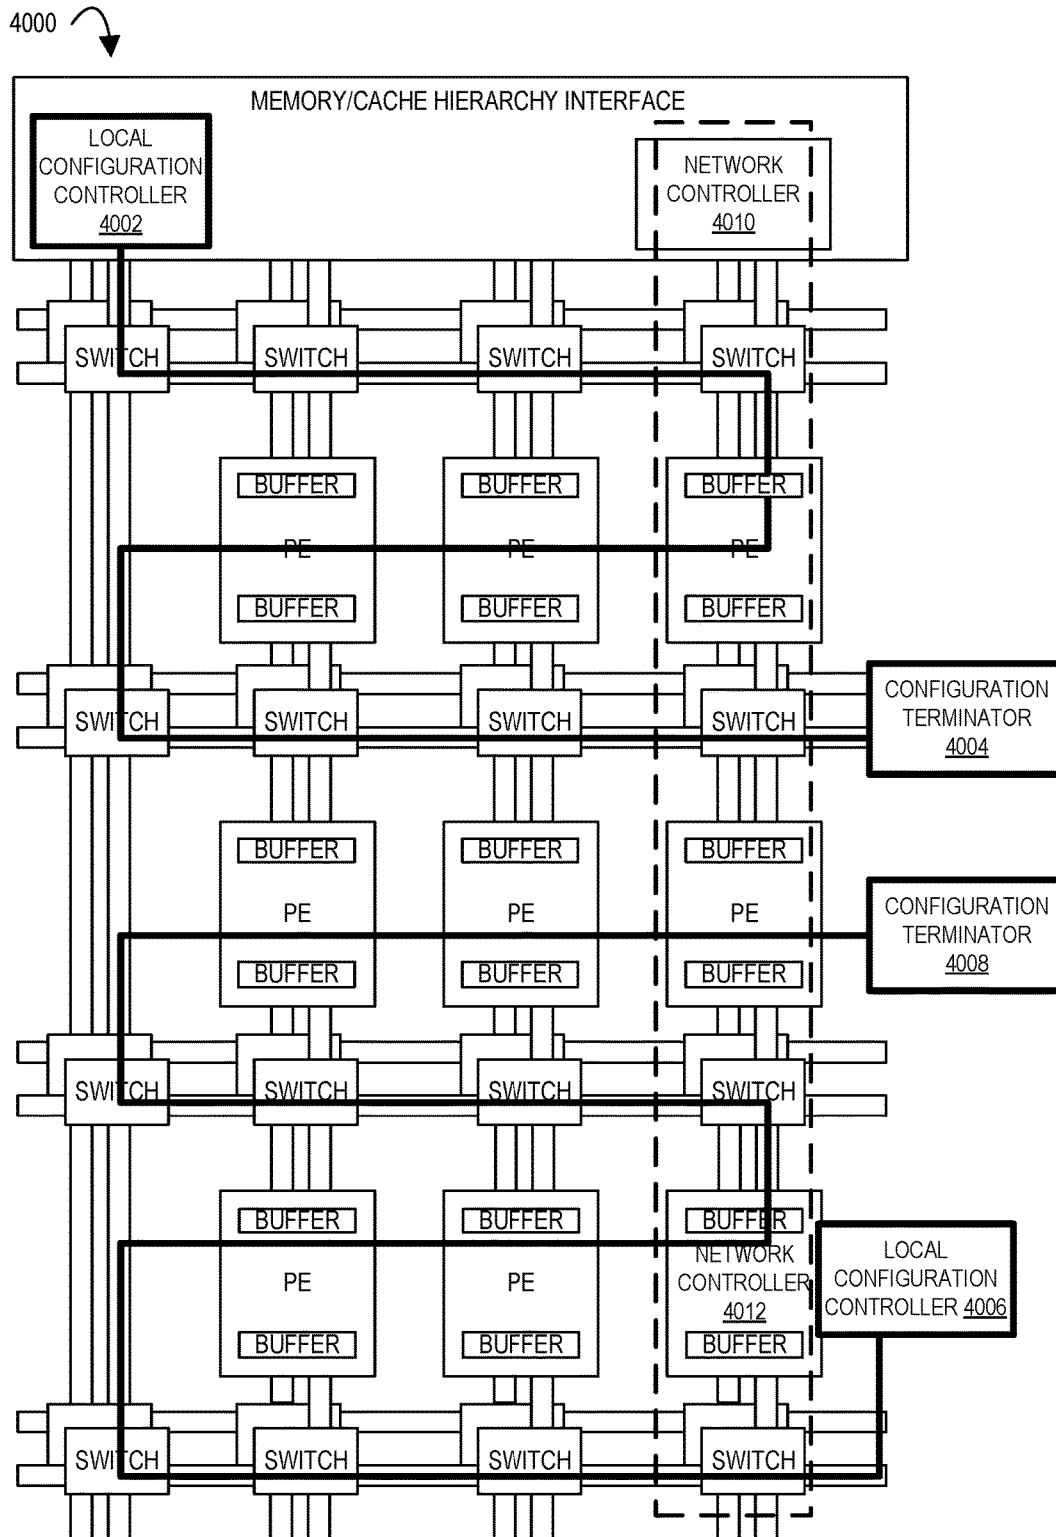 4000
MEMORY/CACHE HIERARCHY INTERFACE
LOCAL
CONFIGURATION
CONTROLLER
4002
NETWORK
CONTROLLER
4010
SWITCH SWITCH SWITCH SWITCH
BUFFER BUFFER BUFFER
PE PE PE
BUFFER BUFFER BUFFER
SWITCH SWITCH SWITCH SWITCH
CONFIGURATION
TERMINATOR
4004
BUFFER BUFFER BUFFER
PE PE PE
BUFFER BUFFER BUFFER
CONFIGURATION
TERMINATOR
4008
SWITCH SWITCH SWITCH SWITCH
BUFFER BUFFER BUFFER
PE PE
NETWORK
CONTROLLER
4012
BUFFER BUFFER BUFFER
LOCAL
CONFIGURATION
CONTROLLER 4006
SWITCH SWITCH SWITCH SWITCH